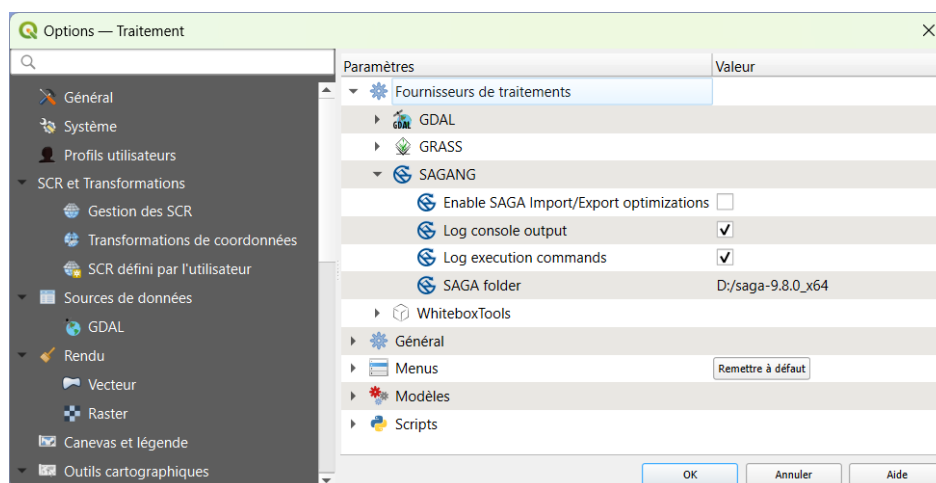 Options — Traitement
Général
Système
Profils utilisateurs
SCR et Transformations
Gestion des SCR
Transformations de coordonnées
SCR défini par l'utilisateur
Sources de données
GDAL
Rendu
Vecteur
Raster
Canevas et légende
Outils cartographiques
Paramètres Valeur
Fournisseurs de traitements
GDAL GDAL
GRASS
SAGANG
Enable SAGA Import/Export optimizations
Log console output
Log execution commands
SAGA folder D:/saga-9.8.0_x64
WhiteboxTools
Général
Menus Remettre à défaut
Modèles
Scripts
OK Annuler Aide